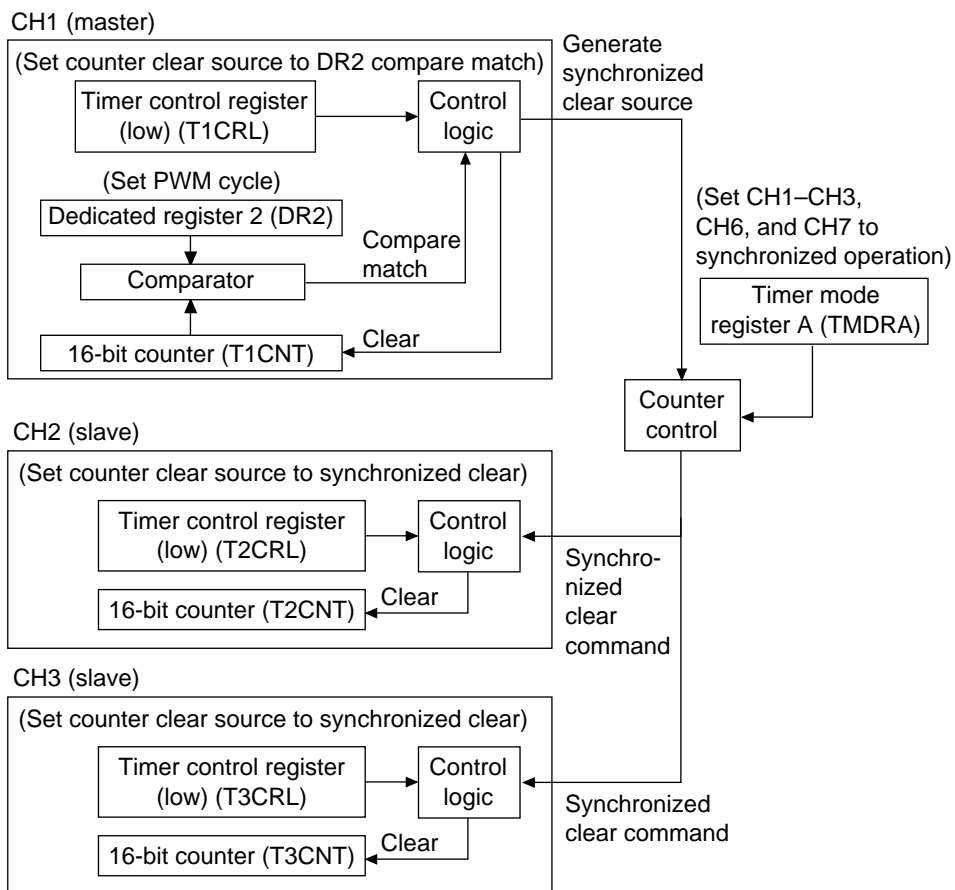 CH1 (master)
(Set counter clear source to DR2 compare match)
Timer control register
(low) (T1CRL)
Control
logic
Generate
synchronized
clear source
(Set PWM cycle)
Dedicated register 2 (DR2)
Compare
match
Comparator
16-bit counter (T1CNT)
Clear
(Set CH1–CH3,
CH6, and CH7 to
synchronized operation)
Timer mode
register A (TMDRA)
Counter
control
CH2 (slave)
(Set counter clear source to synchronized clear)
Timer control register
(low) (T2CRL)
Control
logic
16-bit counter (T2CNT)
Clear
Synchro-
nized
clear
command
CH3 (slave)
(Set counter clear source to synchronized clear)
Timer control register
(low) (T3CRL)
Control
logic
16-bit counter (T3CNT)
Clear
Synchronized
clear command